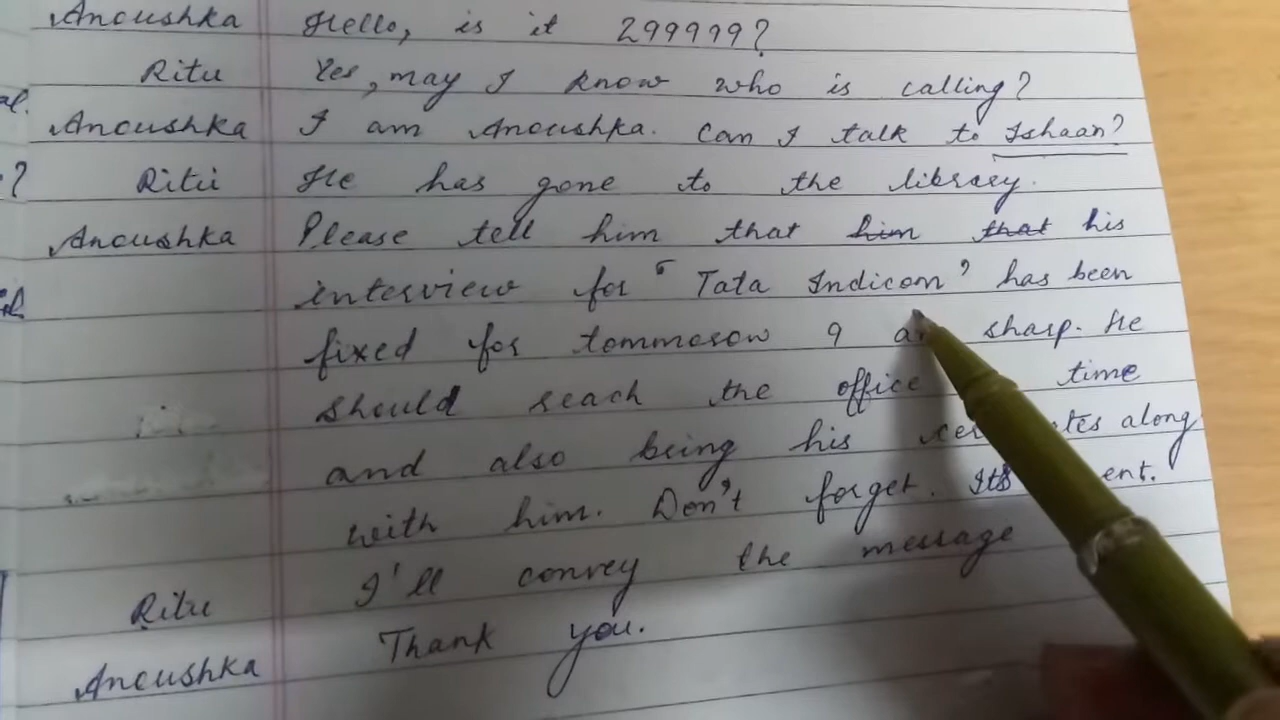 Anoushka Hello, is it 299999?
Ritu Yes, may I know who is calling?
Anoushka I am Anoushka. Can I talk to Ishaan?
Ritu He has gone to the library.
Anoushka Please tell him that him that his
interview for "Tata Indicom" has been
fixed for tommorow 9 sharp. He
should reach the office time
and also bring his along
with him. Don't forget. Its
Ritu I'll convey the message
Anoushka Thank you.